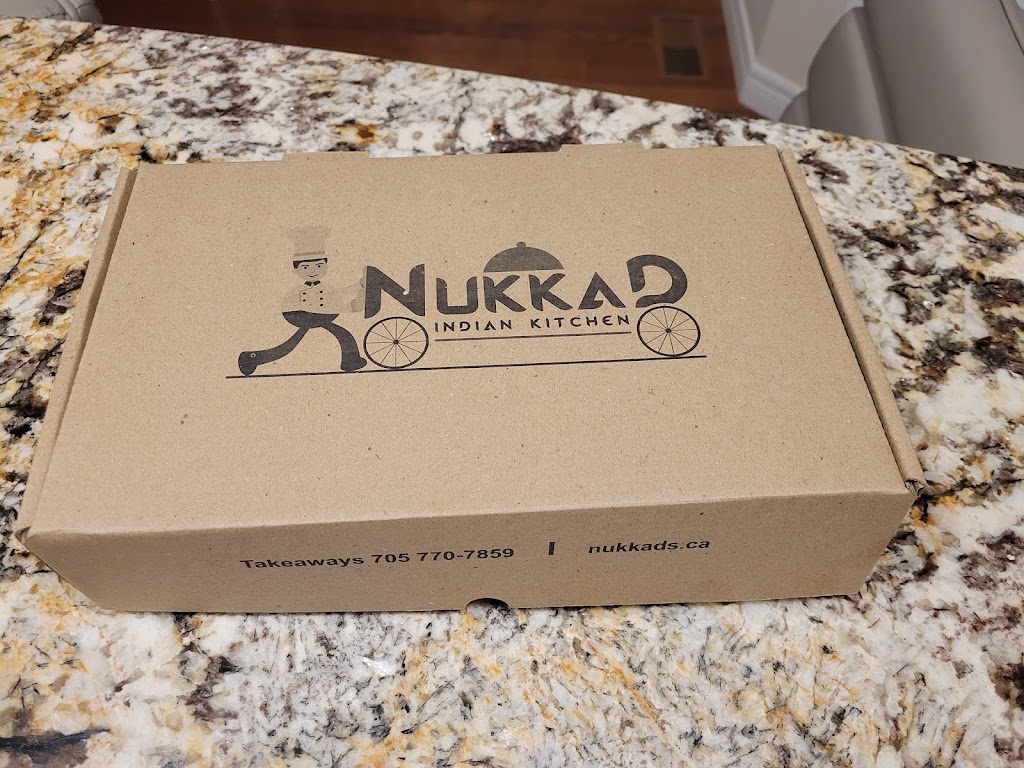 NUKKAD
INDIAN KITCHEN
Takeaways 705 770-7859 | nukkads.ca